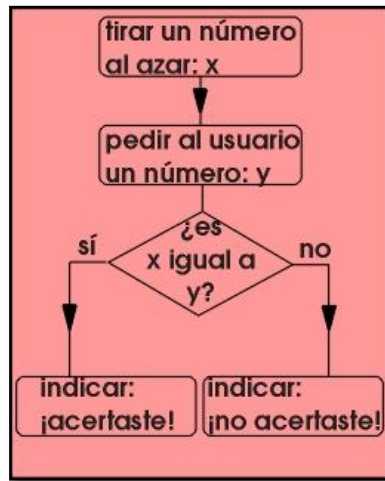 tirar un número
al azar: x
pedir al usuario
un número: y
¿es
x igual a
y?
sí
no
indicar:
¡acertaste!
indicar:
¡no acertaste!